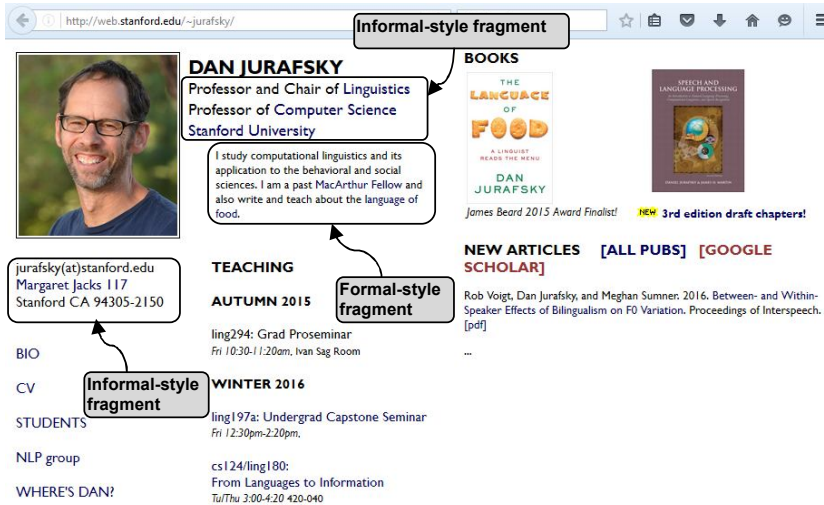 http://web.stanford.edu/~jurafsky/
Informal-style fragment
DAN JURAFSKY
Professor and Chair of Linguistics
Professor of Computer Science
Stanford University
I study computational linguistics and its
application to the behavioral and social
sciences. I am a past MacArthur Fellow and
also write and teach about the language of
food.
jurafsky(at)stanford.edu
Margaret Jacks 117
Stanford CA 94305-2150
Informal-style
fragment
BIO
CV
STUDENTS
NLP group
WHERE'S DAN?
Formal-style
fragment
TEACHING
AUTUMN 2015
ling294: Grad Proseminar
Fri 10:30-11:20am, Ivan Sag Room
WINTER 2016
ling197a: Undergrad Capstone Seminar
Fri 12:30pm-2:20pm,
cs124/ling180:
From Languages to Information
Tu/Thu 3:00-4:20 420-040
BOOKS
THE
LANGUAGE
OF
FOOD
A LINGUIST
READS THE MENU
DAN
JURAFSKY
James Beard 2015 Award Finalist!
SPEECH AND
LANGUAGE PROCESSING
DANIEL JURAFSKY & JAMES H. MARTIN
NEW 3rd edition draft chapters!
NEW ARTICLES [ALL PUBS] [GOOGLE
SCHOLAR]
Rob Voigt, Dan Jurafsky, and Meghan Sumner. 2016. Between- and Within-
Speaker Effects of Bilingualism on F0 Variation. Proceedings of Interspeech.
[pdf]
...